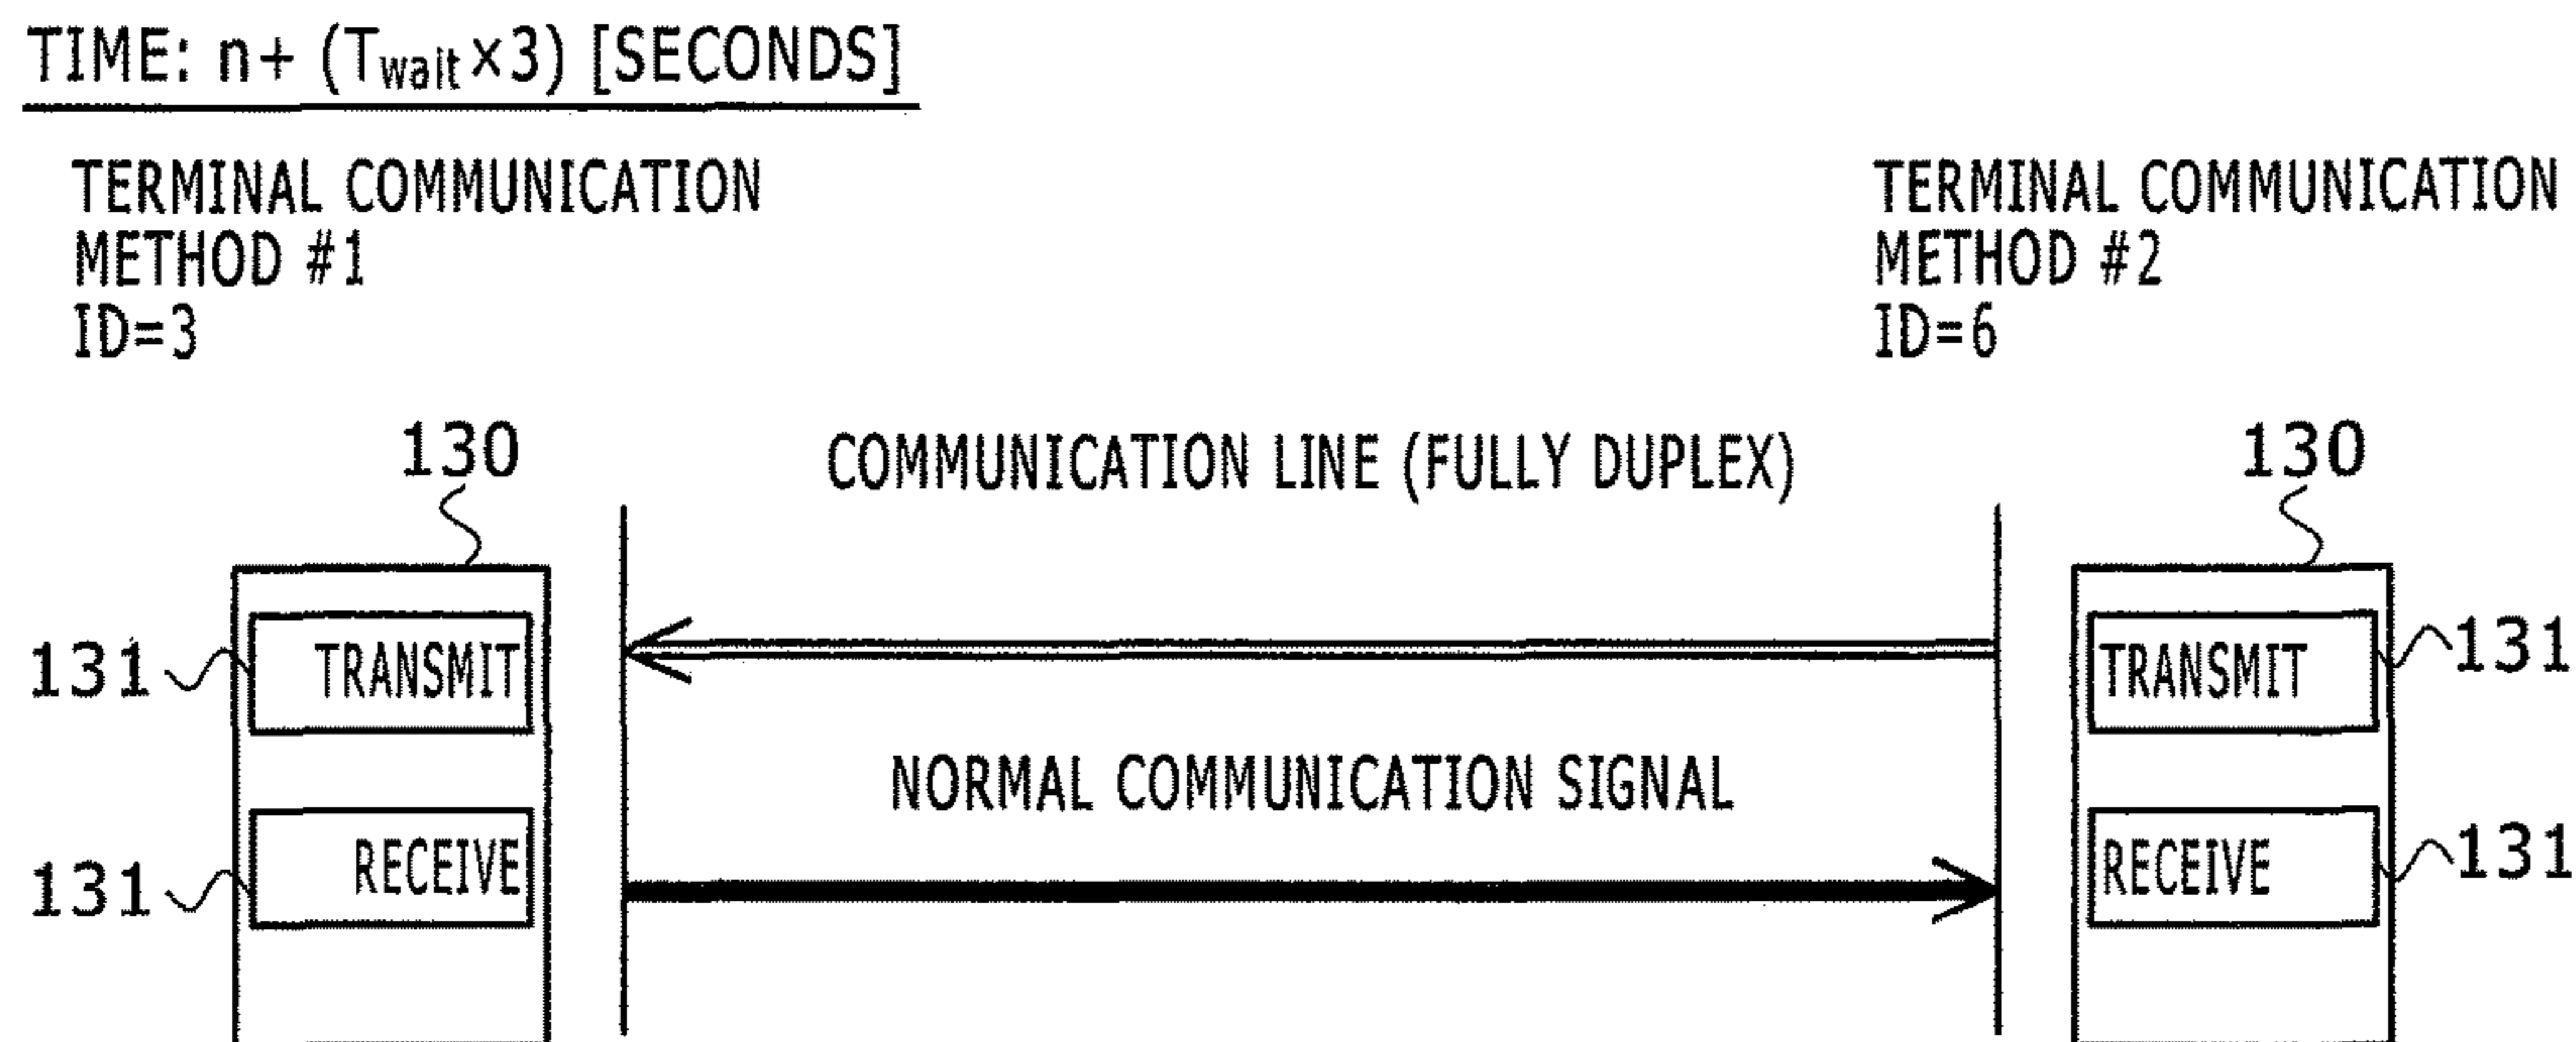 TIME: n+ (Twait×3) [SECONDS]
TERMINAL COMMUNICATION
METHOD #1
ID=3
TERMINAL COMMUNICATION
METHOD #2
ID=6
130
COMMUNICATION LINE (FULLY DUPLEX)
130
131
TRANSMIT
TRANSMIT
131
NORMAL COMMUNICATION SIGNAL
131
RECEIVE
RECEIVE
131